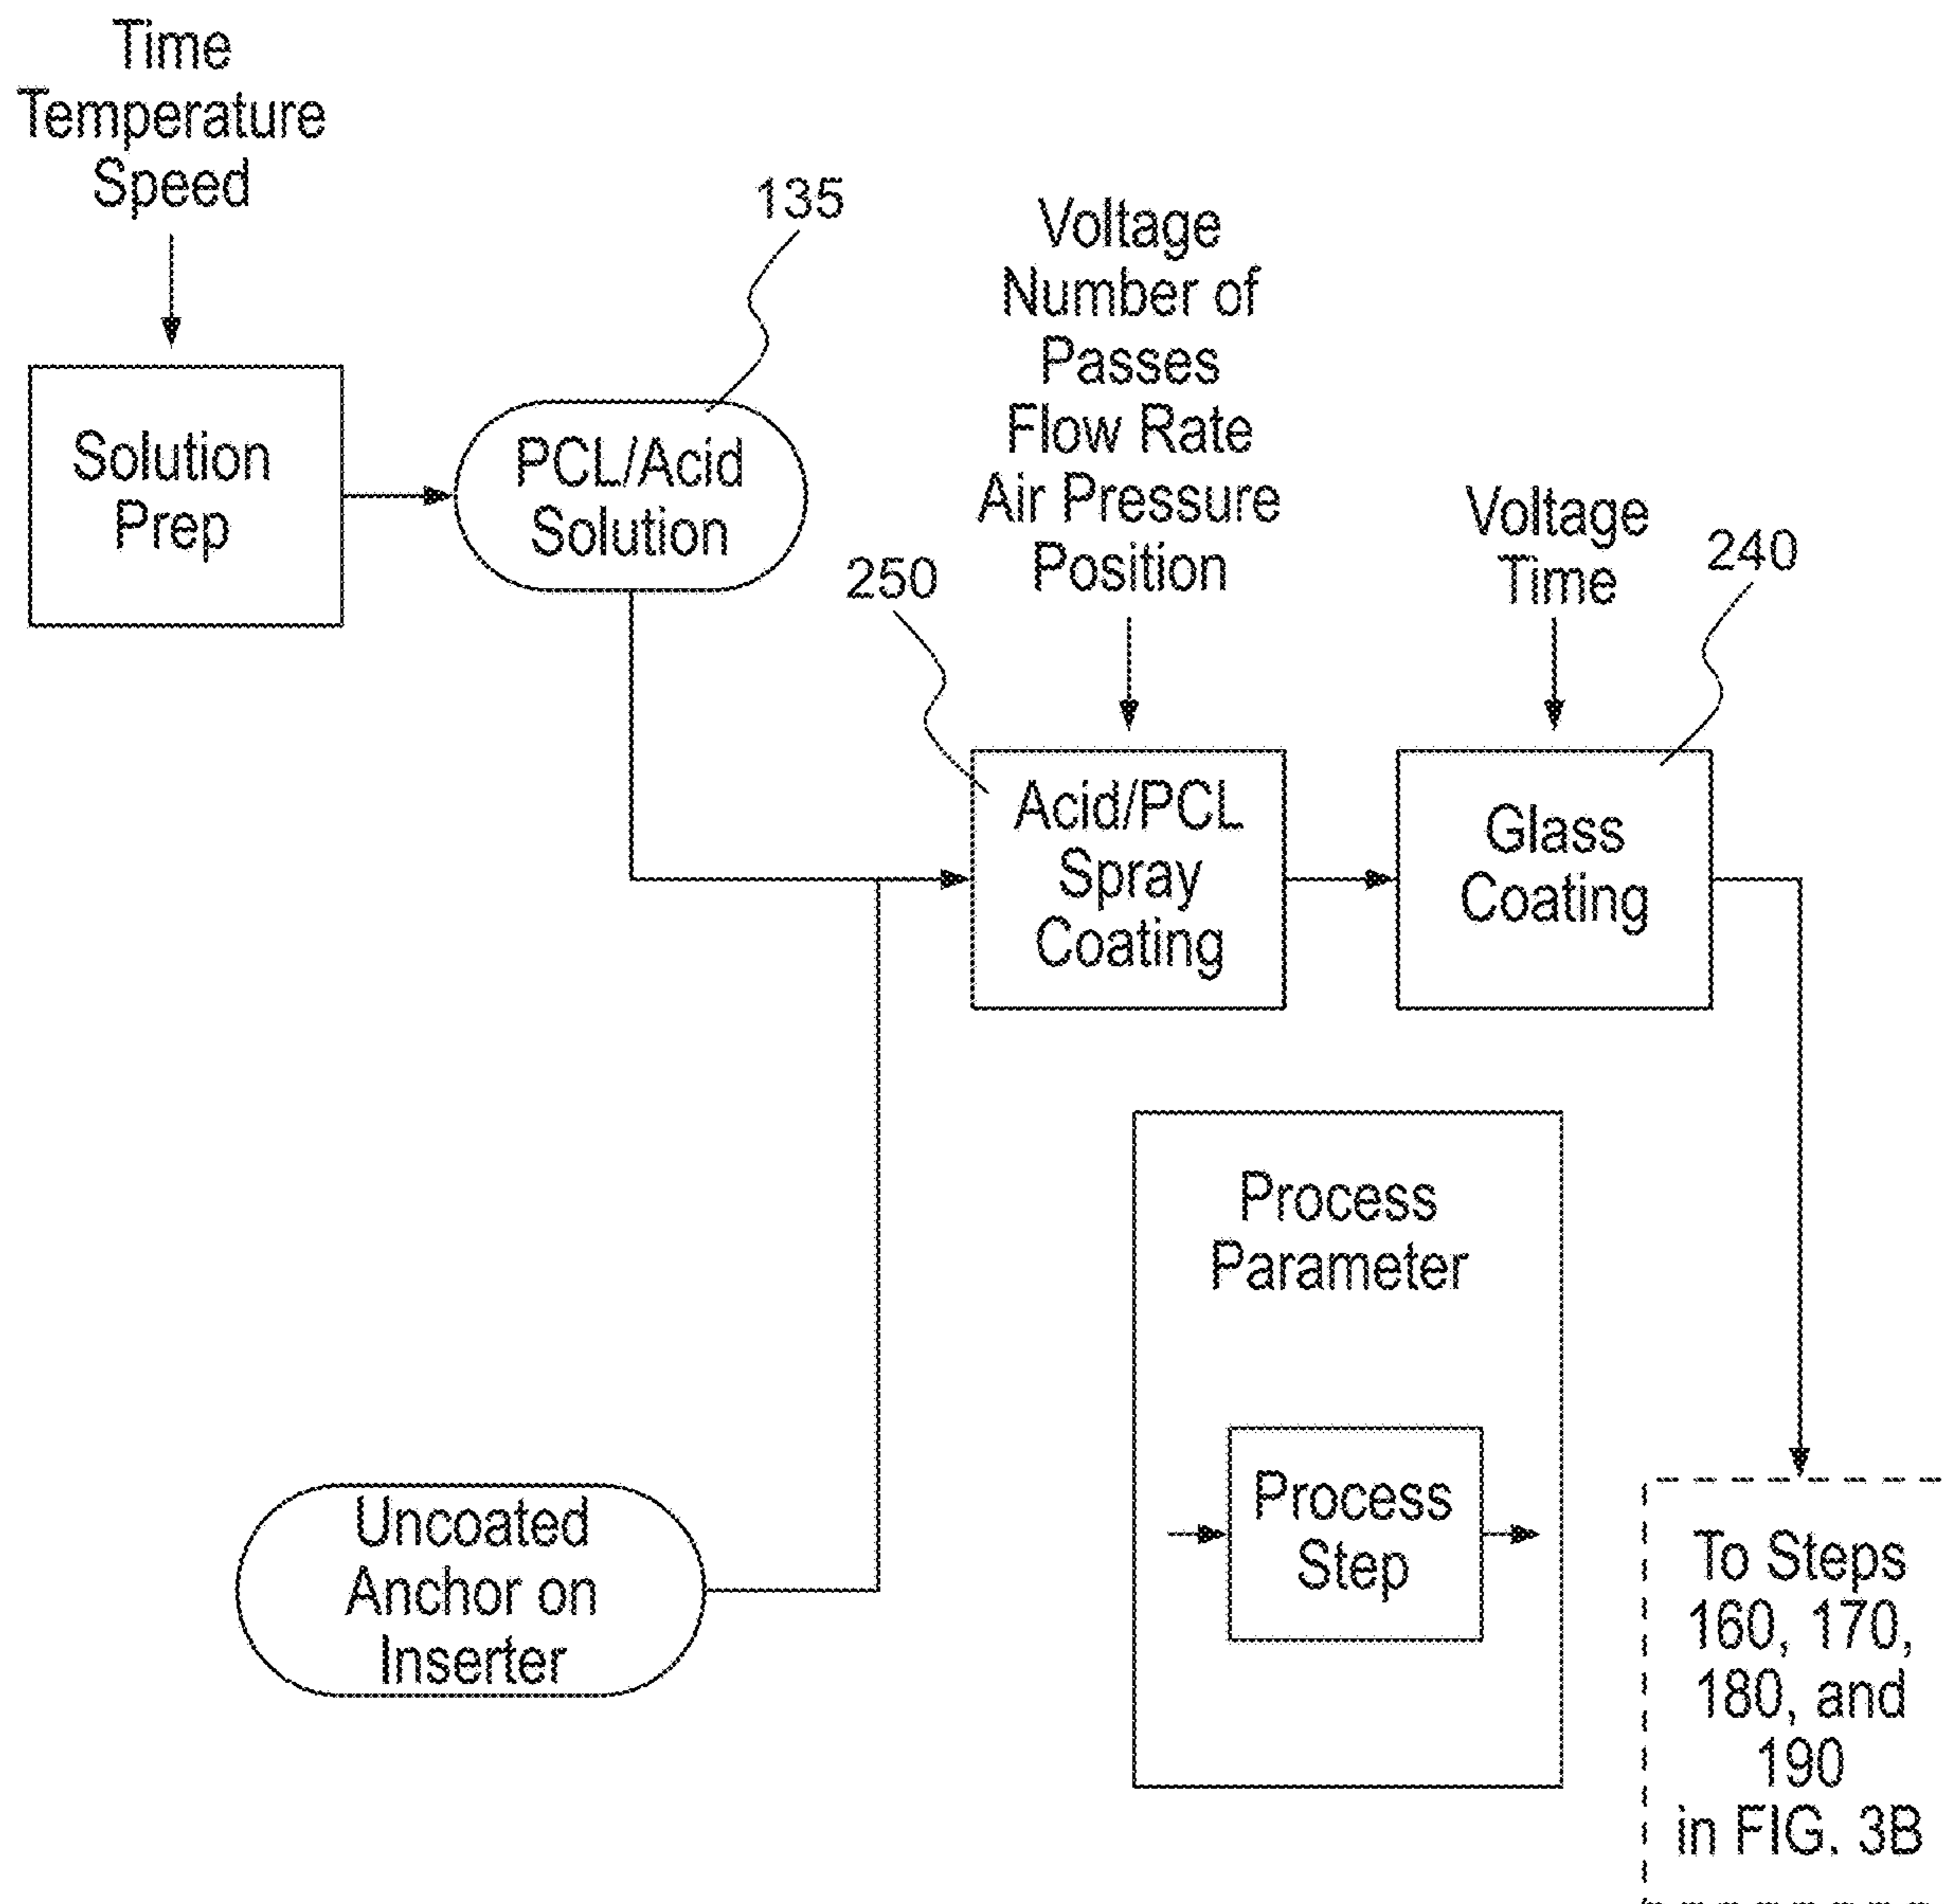 Time
Temperature
Speed
135
Voltage
Number of
Passes
Flow Rate
Air Pressure
Position
Solution
Prep
PCL/Acid
Solution
250
Voltage
Time
240
Acid/PCL
Spray
Coating
Glass
Coating
Process
Parameter
Process
Step
Uncoated
Anchor on
Inserter
To Steps
160, 170,
180, and
190
in FIG. 3B